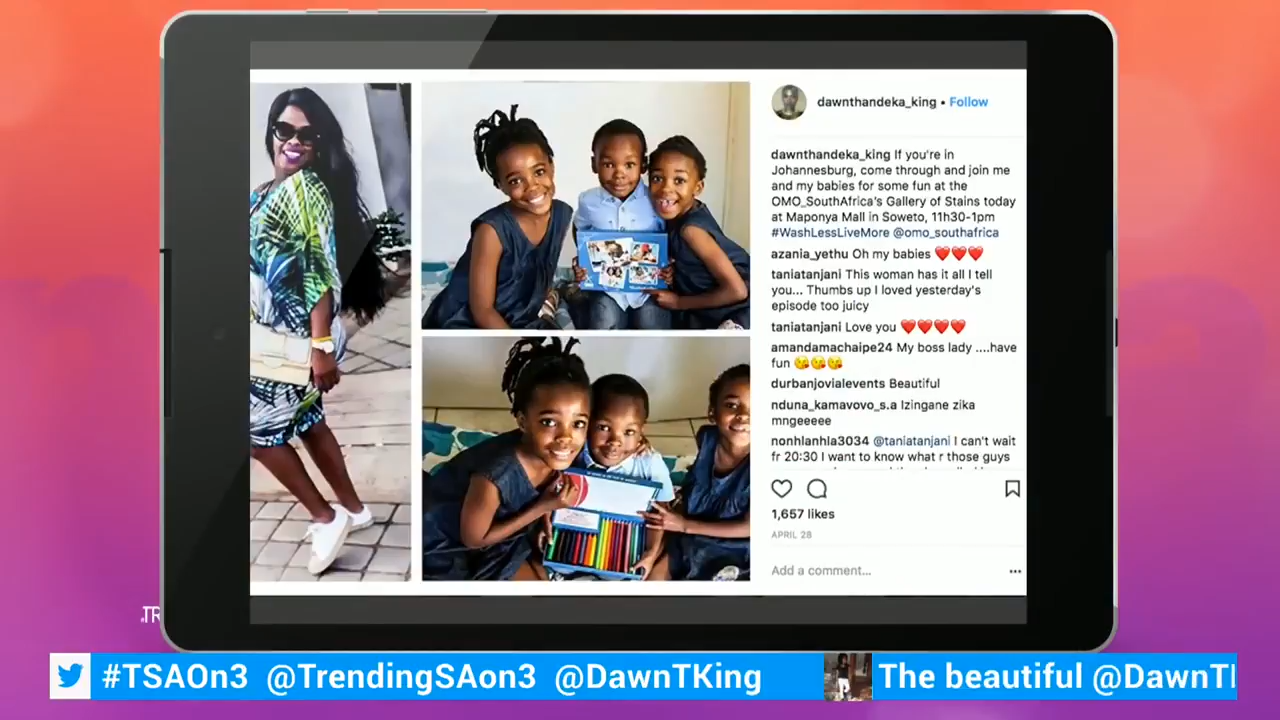 dawnthandeka_king • Follow
dawnthandeka_king If you're in
Johannesburg, come through and join me
and my babies for some fun at the
OMO_SouthAfrica's Gallery of Stains today
at Maponya Mall in Soweto, 11h30-1pm
#WashLessLiveMore @omo_southafrica
azania_yethu Oh my babies ❤️❤️❤️
taniatanjani This woman has it all I tell
you... Thumbs up I loved yesterday's
episode too juicy
taniatanjani Love you ❤️❤️❤️❤️
amandamachaipe24 My boss lady ....have
fun 😘😘😘
durbanjovialevents Beautiful
nduna_kamavovo_s.a Izingane zika
mngeeeee
nonhlanhla3034 @taniatanjani I can't wait
fr 20:30 I want to know what r those guys
1,657 likes
APRIL 28
Add a comment...
#TSAOn3 @TrendingSAon3 @DawnTKing
The beautiful